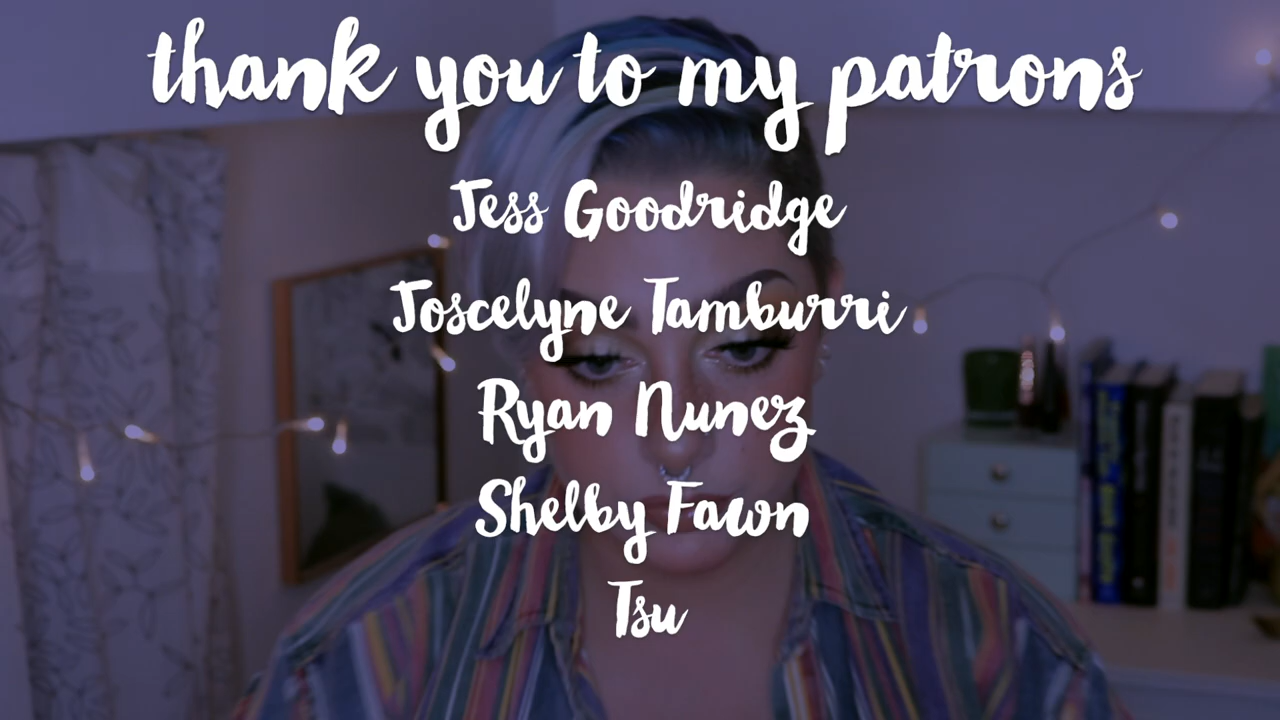 thank you to my patrons
Jess Goodridge
Joscelyne Tamburri
Ryan Nunez
Shelby Fawn
Tsu